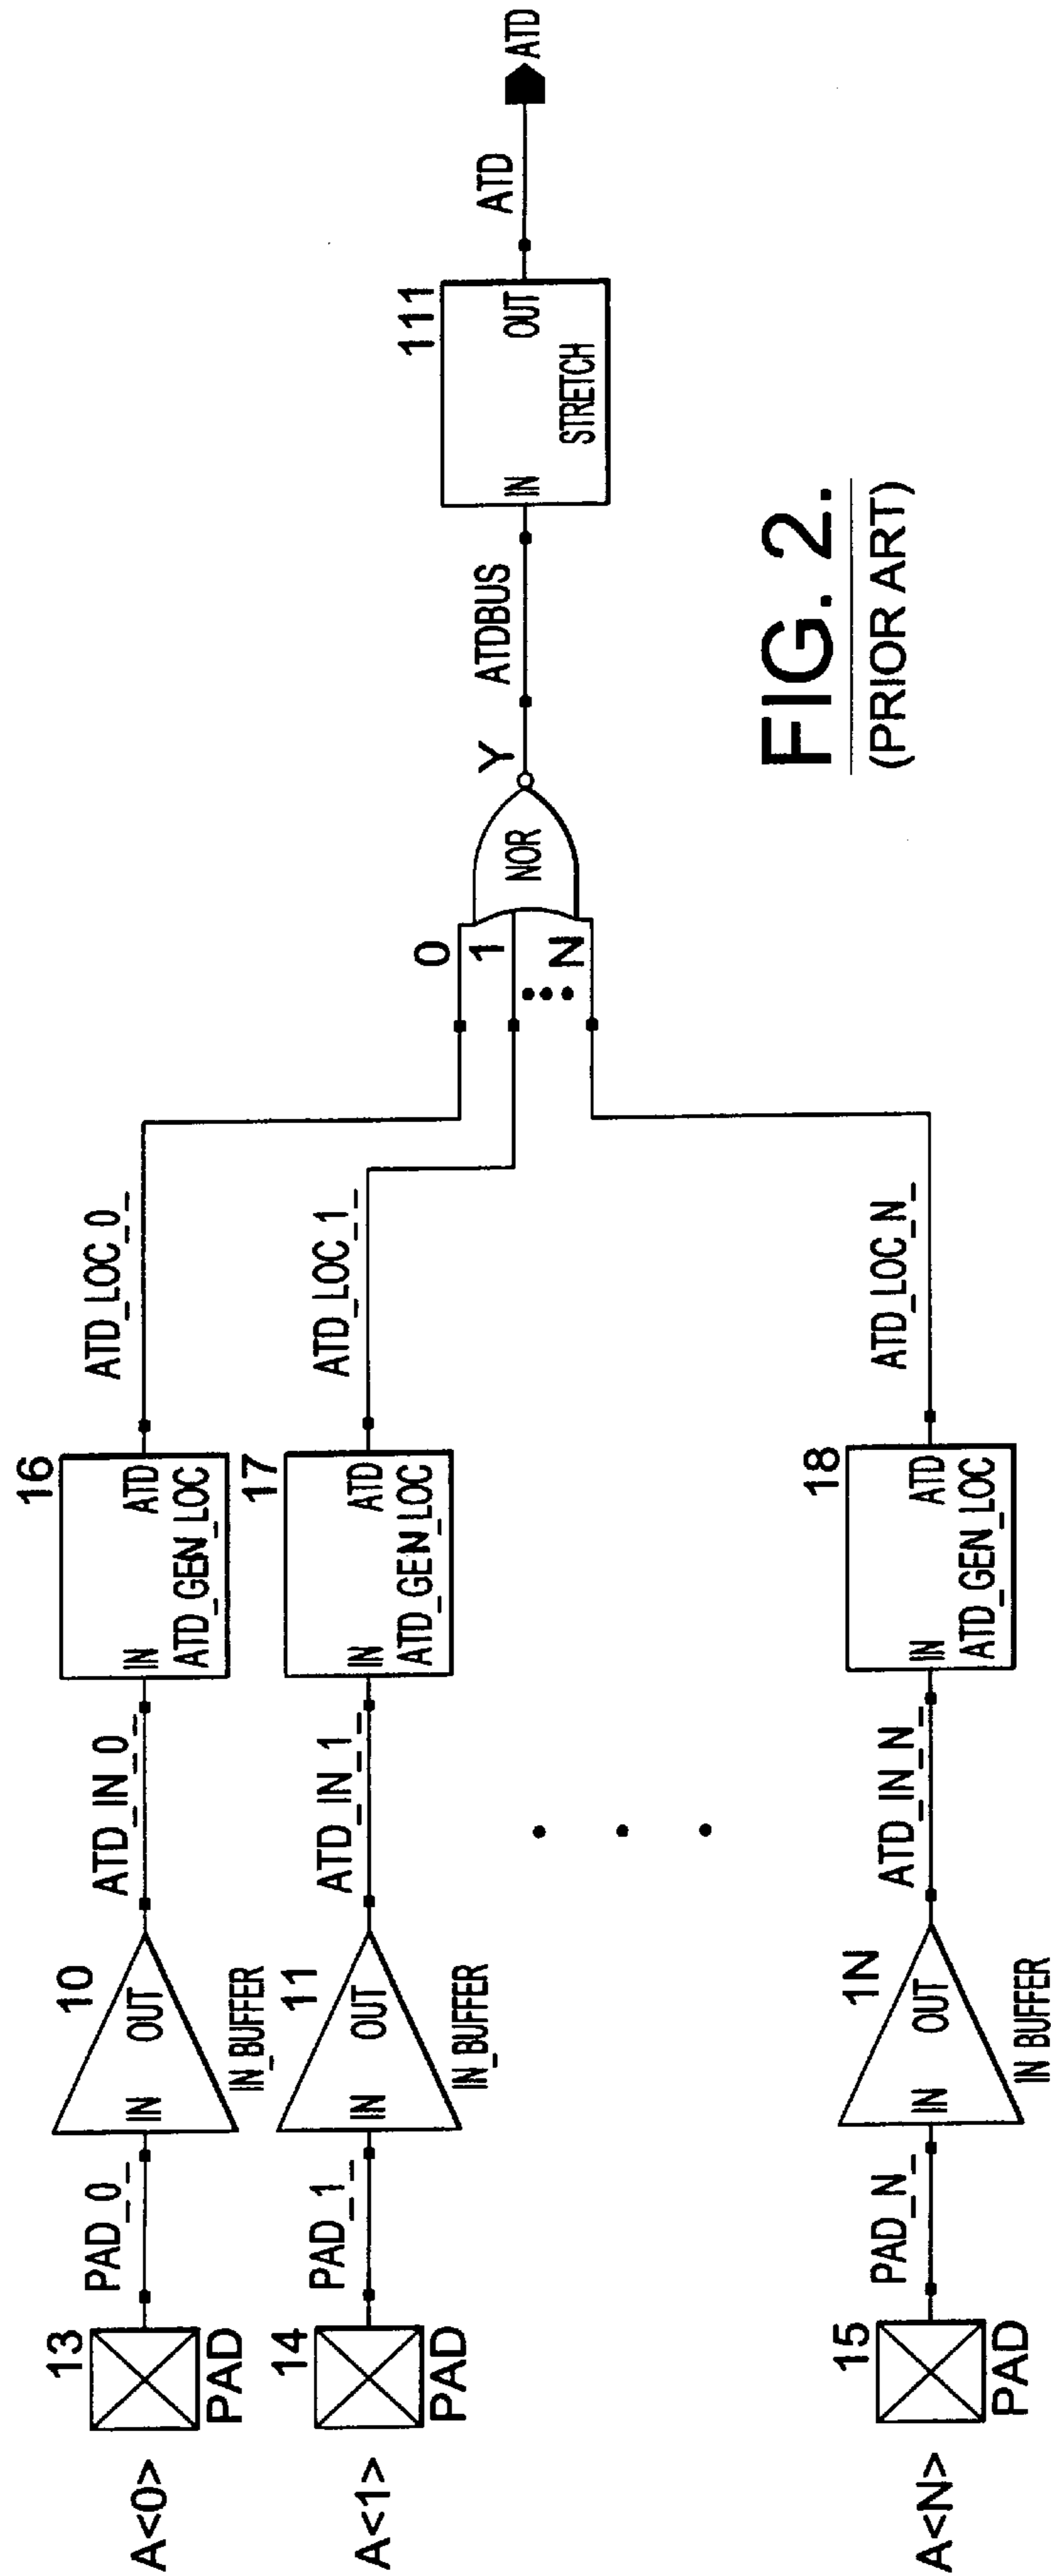 A<0>
13
PAD
PAD_0_
10
IN
OUT
IN_BUFFER
ATD_IN_0_
16
IN
ATD
ATD_GEN_LOC
ATD_LOC_0_
A<1>
14
PAD
PAD_1_
11
IN
OUT
IN_BUFFER
ATD_IN_1_
17
IN
ATD
ATD_GEN_LOC
ATD_LOC_1_
A<N>
15
PAD
PAD_N_
1N
IN
OUT
IN BUFFER
ATD_IN_N_
18
IN
ATD
ATD_GEN_LOC
ATD_LOC_N_
0
1
N
NOR
Y
ATDBUS
111
IN
OUT
STRETCH
ATD
ATD
FIG. 2.
(PRIOR ART)